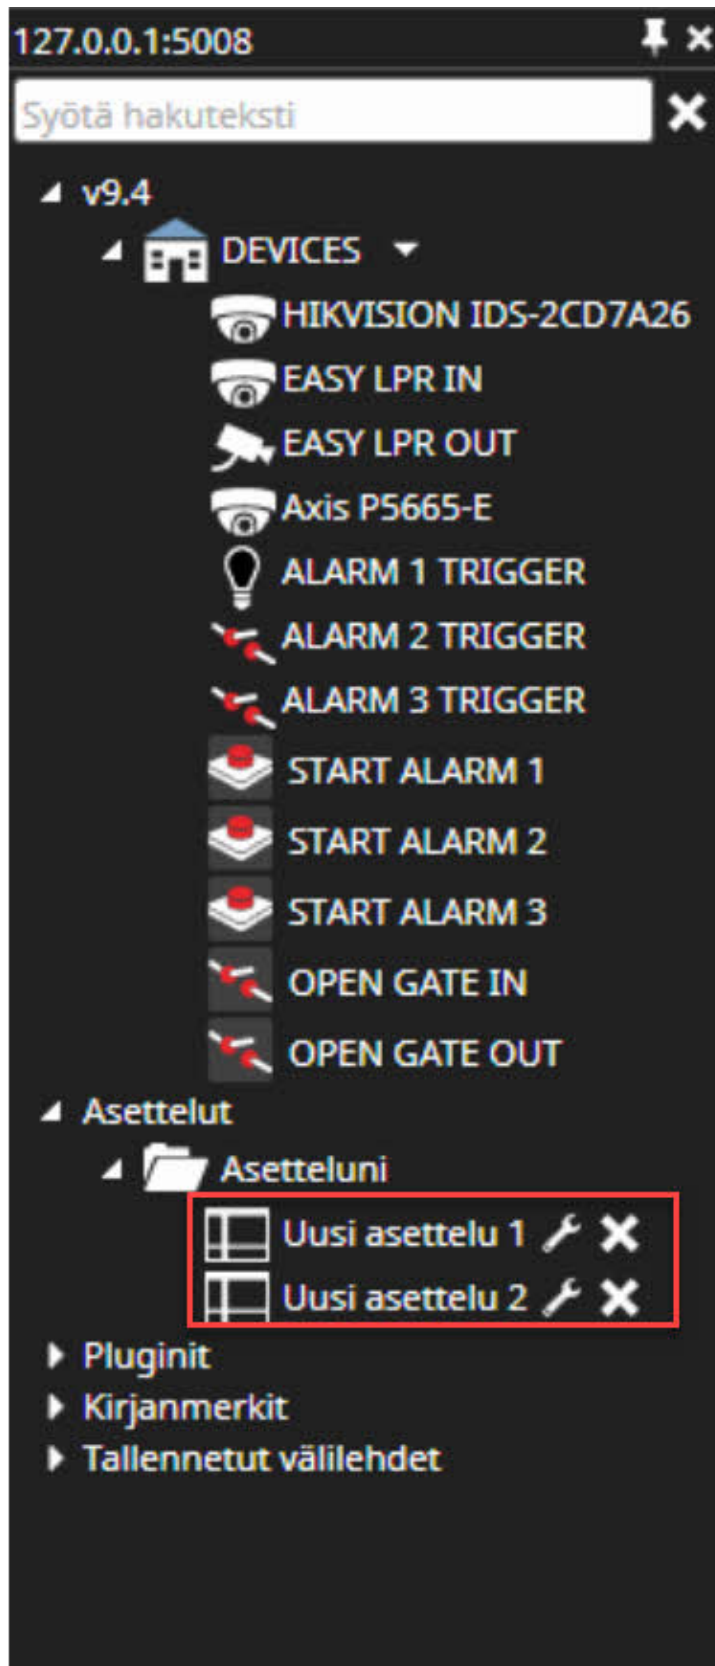 127.0.0.1:5008
Syötä hakuteksti
v9.4
DEVICES
HIKVISION IDS-2CD7A26
EASY LPR IN
EASY LPR OUT
Axis P5665-E
ALARM 1 TRIGGER
ALARM 2 TRIGGER
ALARM 3 TRIGGER
START ALARM 1
START ALARM 2
START ALARM 3
OPEN GATE IN
OPEN GATE OUT
Asettelut
Asetteluni
Uusi asettelu 1
Uusi asettelu 2
Pluginit
Kirjanmerkit
Tallennetut välilehdet